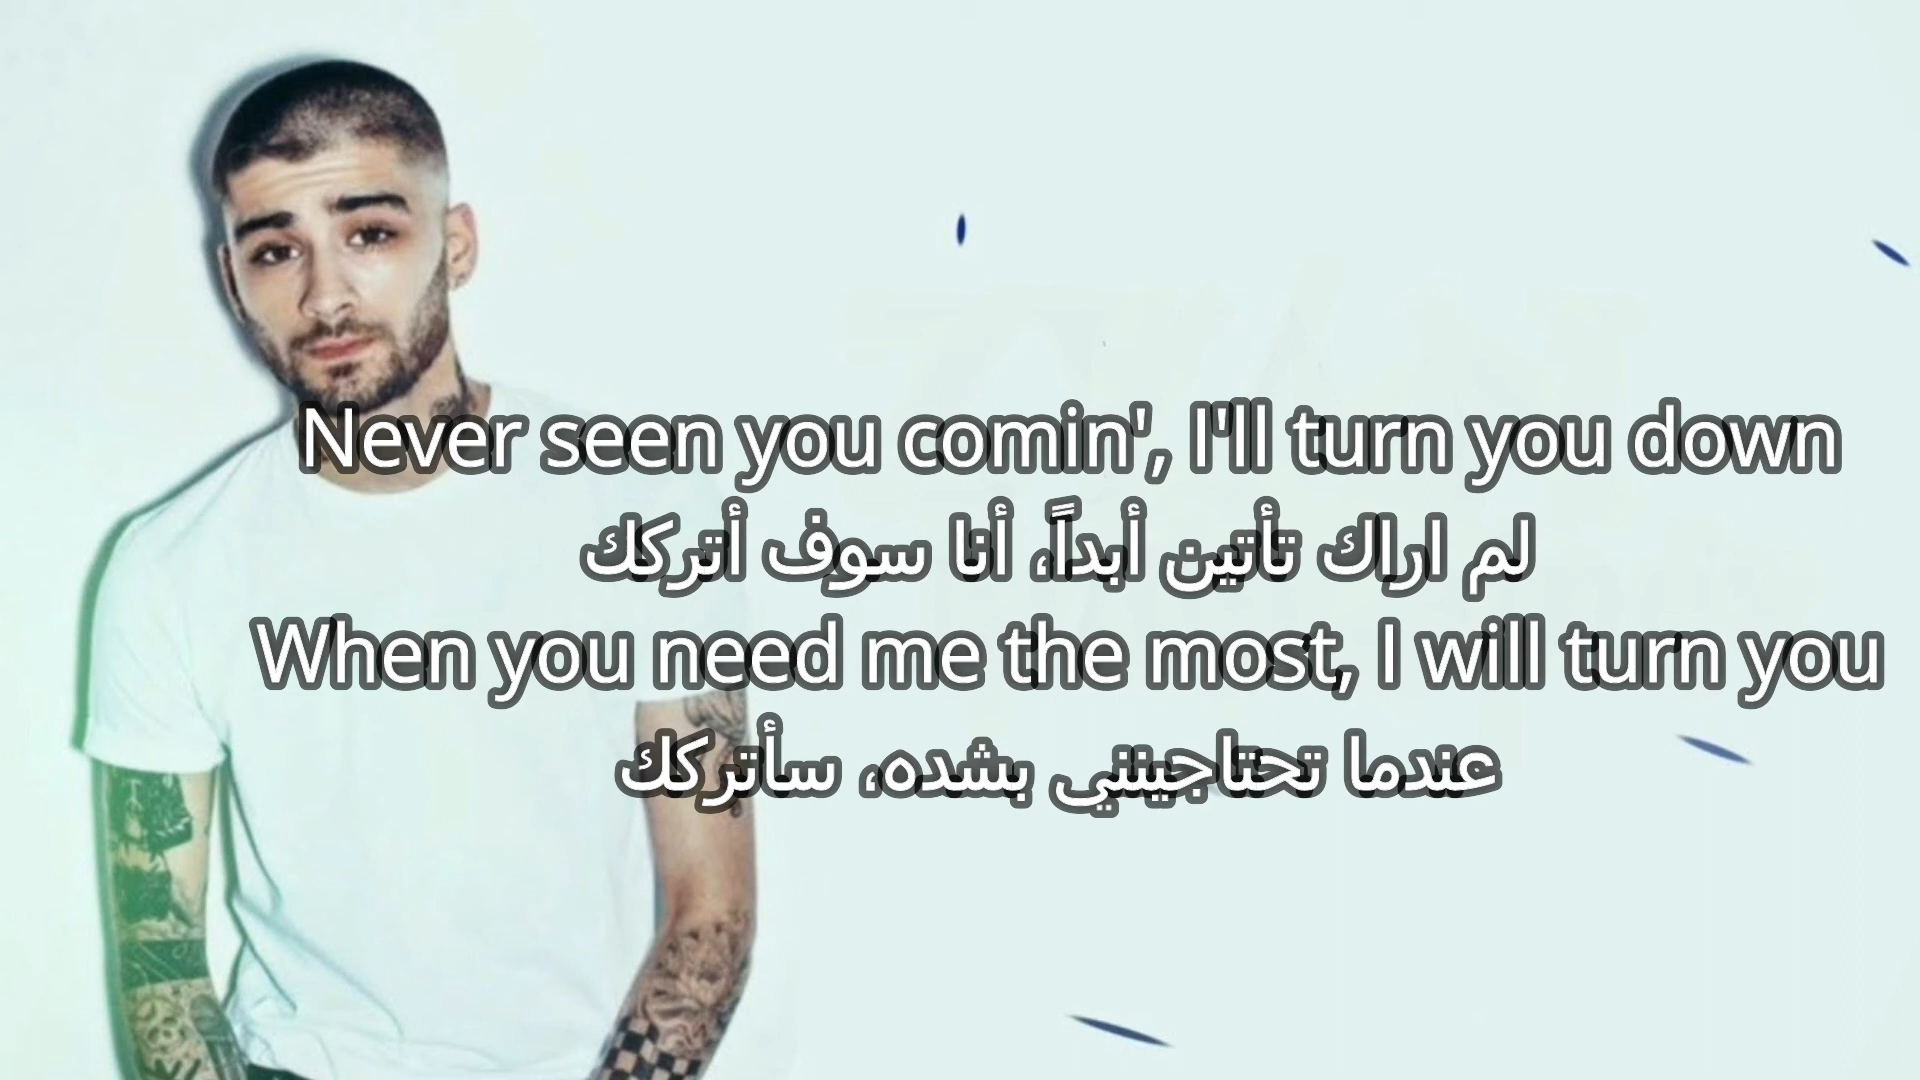 Never seen you comin', I'll turn you down
لم اراك تأتين أبداً، أنا سوف أتركك
When you need me the most, I will turn you
عندما تحتاجينني بشده، سأتركك